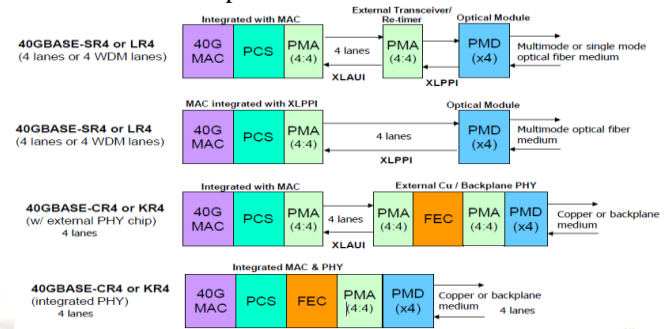 External Transceiver/
Integrated with MAC Re-timer Optical Module
40GBASE-SR4 or LR4
(4 lanes or 4 WDM lanes)
40G MAC
PCS
PMA (4:4)
4 lanes
XLAUI
PMA (4:4)
XLPPI
PMD (x4)
Multimode or single mode
optical fiber medium
MAC integrated with XLPPI Optical Module
40GBASE-SR4 or LR4
(4 lanes or 4 WDM lanes)
40G MAC
PCS
PMA (4:4)
4 lanes
XLPPI
PMD (x4)
Multimode optical fiber
medium
Integrated with MAC External Cu / Backplane PHY
40GBASE-CR4 or KR4
(w/ external PHY chip)
4 lanes
40G MAC
PCS
PMA (4:4)
4 lanes
XLAUI
PMA (4:4)
FEC
PMA (4:4)
PMD (x4)
Copper or backplane
medium
Integrated MAC & PHY
40GBASE-CR4 or KR4
(integrated PHY)
4 lanes
40G MAC
PCS
FEC
PMA (4:4)
PMD (x4)
Copper or backplane
medium 4 lanes